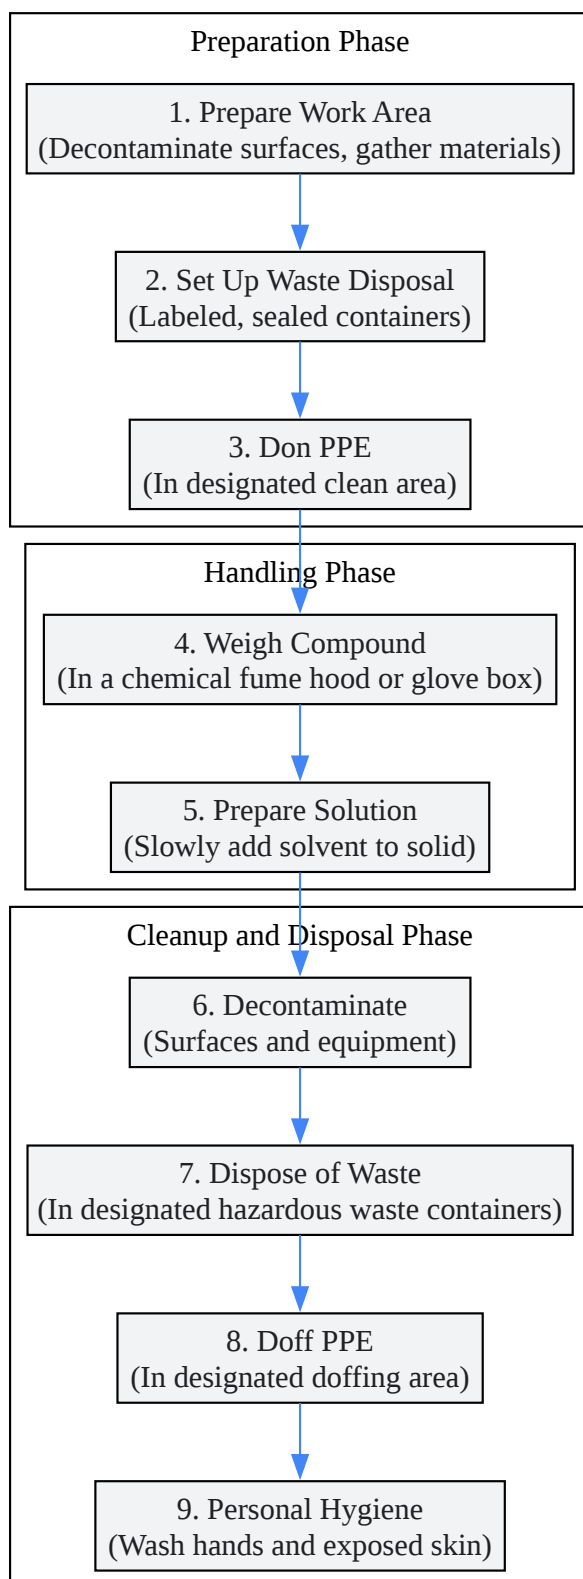 Preparation Phase
1. Prepare Work Area
(Decontaminate surfaces, gather materials)
2. Set Up Waste Disposal
(Labeled, sealed containers)
3. Don PPE
(In designated clean area)
Handling Phase
4. Weigh Compound
(In a chemical fume hood or glove box)
5. Prepare Solution
(Slowly add solvent to solid)
Cleanup and Disposal Phase
6. Decontaminate
(Surfaces and equipment)
7. Dispose of Waste
(In designated hazardous waste containers)
8. Doff PPE
(In designated doffing area)
9. Personal Hygiene
(Wash hands and exposed skin)